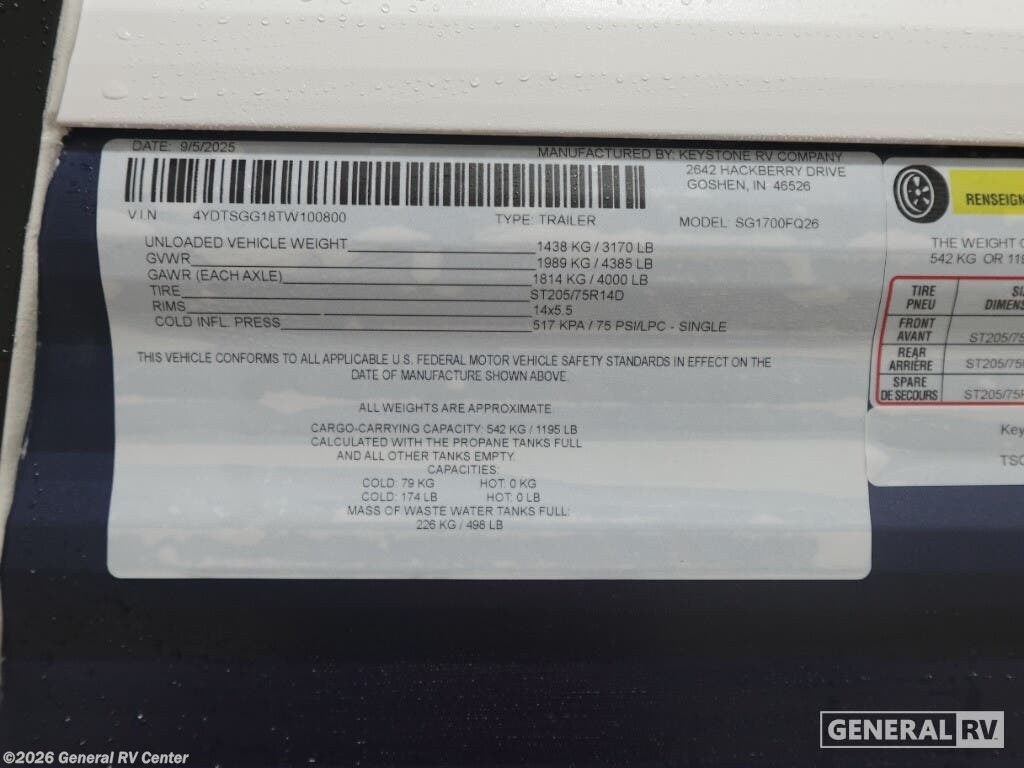 DATE: 9/5/2025
MANUFACTURED BY: KEYSTONE RV COMPANY
2642 HACKBERRY DRIVE
GOSHEN, IN 46526
V.I.N 4YDTSGG18TW100800 TYPE: TRAILER MODEL SG1700FQ26
UNLOADED VEHICLE WEIGHT 1438 KG / 3170 LB
GVWR 1989 KG / 4385 LB
GAWR (EACH AXLE) 1814 KG / 4000 LB
TIRE ST205/75R14D
RIMS 14x5.5
COLD INFL. PRESS 517 KPA / 75 PSI/LPC - SINGLE
THIS VEHICLE CONFORMS TO ALL APPLICABLE U.S. FEDERAL MOTOR VEHICLE SAFETY STANDARDS IN EFFECT ON THE
DATE OF MANUFACTURE SHOWN ABOVE.
ALL WEIGHTS ARE APPROXIMATE
CARGO-CARRYING CAPACITY: 542 KG / 1195 LB
CALCULATED WITH THE PROPANE TANKS FULL
AND ALL OTHER TANKS EMPTY.
CAPACITIES:
COLD: 79 KG HOT: 0 KG
COLD: 174 LB HOT: 0 LB
MASS OF WASTE WATER TANKS FULL:
226 KG / 498 LB
RENSEIGN
THE WEIGHT O
542 KG OR 119
TIRE
PNEU
DIMENS
FRONT
AVANT
ST205/75
REAR
ARRIÈRE
ST205/75
SPARE
DE SECOURS
ST205/75
Key
TSC
GENERAL RV
©2026 General RV Center